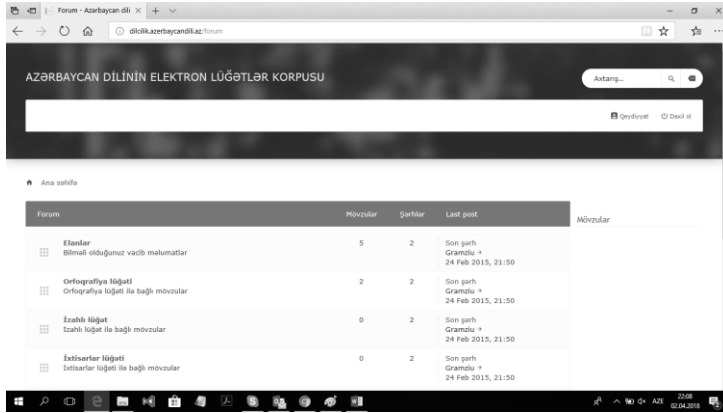 Forum - Azərbaycan dili
dilcilik.azerbaycandili.az/forum
AZƏRBAYCAN DİLİNİN ELEKTRON LÜĞƏTLƏR KORPUSU
Axtarış...
Qeydiyyat Daxil ol
Ana səhifə
Forum Mövzular Şərhlər Last post
Mövzular
Elanlar 5 2 Son şərh
Bilməli olduğunuz vacib məlumatlar Gramziu
24 Feb 2015, 21:50
Orfoqrafiya lüğəti 2 2 Son şərh
Orfoqrafiya lüğəti ilə bağlı mövzular Gramziu
24 Feb 2015, 21:50
İzahlı lüğət 0 2 Son şərh
İzahlı lüğət ilə bağlı mövzular Gramziu
24 Feb 2015, 21:50
İxtisarlar lüğəti 0 2 Son şərh
İxtisarlar lüğəti ilə bağlı mövzular Gramziu
24 Feb 2015, 21:50
AZE 22:08
02.04.2018